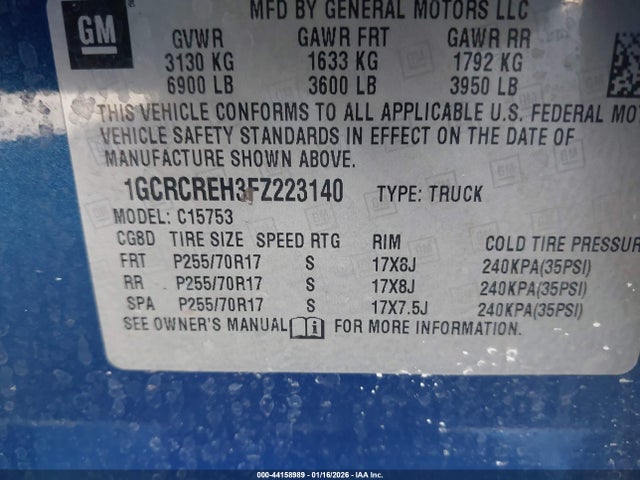 MFD BY GENERAL MOTORS LLC
GM
GVWR GAWR FRT GAWR RR
3130 KG 1633 KG 1792 KG
6900 LB 3600 LB 3950 LB
THIS VEHICLE CONFORMS TO ALL APPLICABLE U.S. FEDERAL MOT
VEHICLE SAFETY STANDARDS IN EFFECT ON THE DATE OF
MANUFACTURE SHOWN ABOVE.
1GCRCREH3FZ223140 TYPE: TRUCK
MODEL: C15753
CG8D TIRE SIZE SPEED RTG RIM COLD TIRE PRESSUR
FRT P255/70R17 S 17X8J 240KPA(35PSI)
RR P255/70R17 S 17X8J 240KPA(35PSI)
SPA P255/70R17 S 17X7.5J 240KPA(35PSI)
SEE OWNER'S MANUAL FOR MORE INFORMATION.
000-44158989 - 01/16/2026 - IAA Inc.